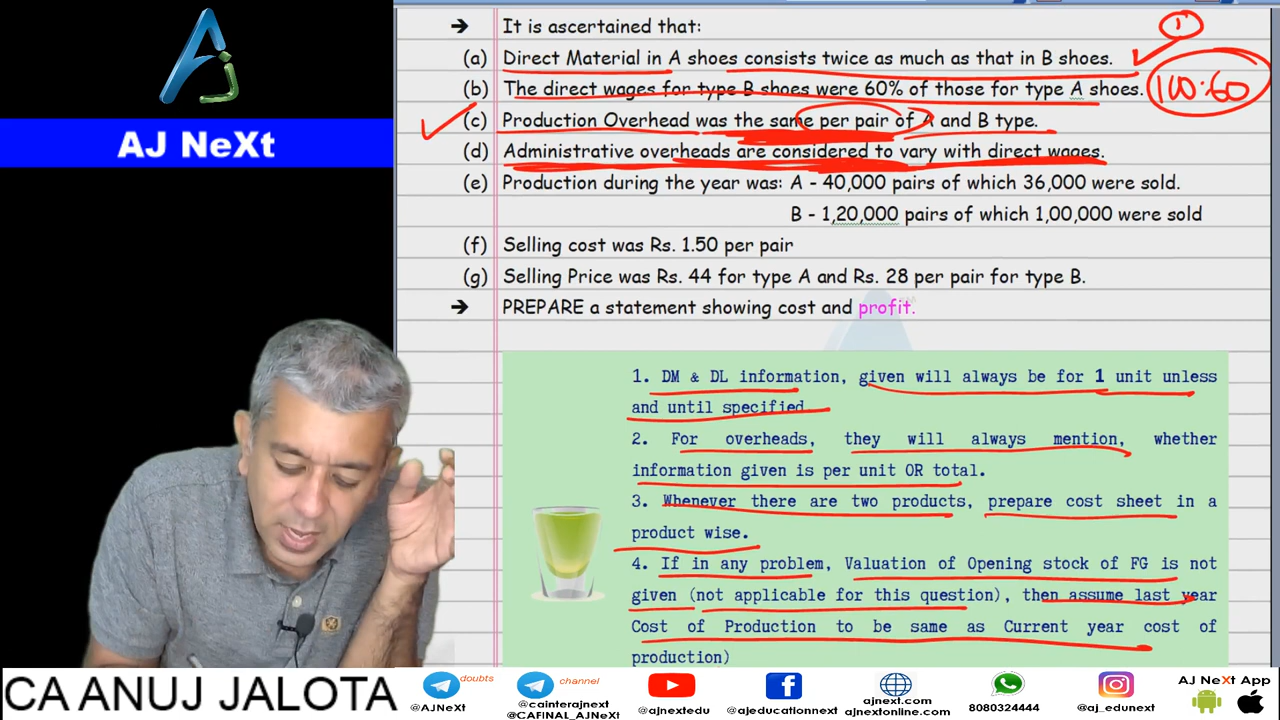 → It is ascertained that:
(a) Direct Material in A shoes consists twice as much as that in B shoes.
(b) The direct wages for type B shoes were 60% of those for type A shoes.
(c) Production Overhead was the same per pair of A and B type.
(d) Administrative overheads are considered to vary with direct wages.
(e) Production during the year was: A - 40,000 pairs of which 36,000 were sold.
B - 1,20,000 pairs of which 1,00,000 were sold
(f) Selling cost was Rs. 1.50 per pair
(g) Selling Price was Rs. 44 for type A and Rs. 28 per pair for type B.
→ PREPARE a statement showing cost and profit.
1
100:60
AJ NeXt
1. DM & DL information, given will always be for 1 unit unless
and until specified
2. For overheads, they will always mention, whether
information given is per unit OR total.
3. Whenever there are two products, prepare cost sheet in a
product wise.
4. If in any problem, Valuation of Opening stock of FG is not
given (not applicable for this question), then assume last year
Cost of Production to be same as Current year cost of
production)
CA ANUJ JALOTA
doubts
@AJNeXt
channel
@cainterajnext
@CAFINAL_AJNeXt
@ajnextedu
@ajeducationnext
ajnext.com
ajnextonline.com
8080324444
@aj_edunext
AJ NeXt App